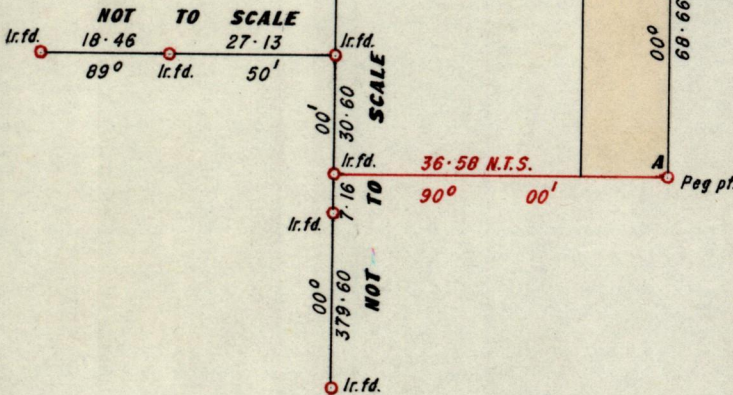 NOT TO SCALE
Ir.fd. 18·46 27·13 Ir.fd.
89° Ir.fd. 50'
00° 68·66
00' 30·60 SCALE
Ir.fd. 36·58 N.T.S. A
90° 00' Peg pt.
7·16 TO
Ir.fd.
00° 379·60 NOT
Ir.fd.